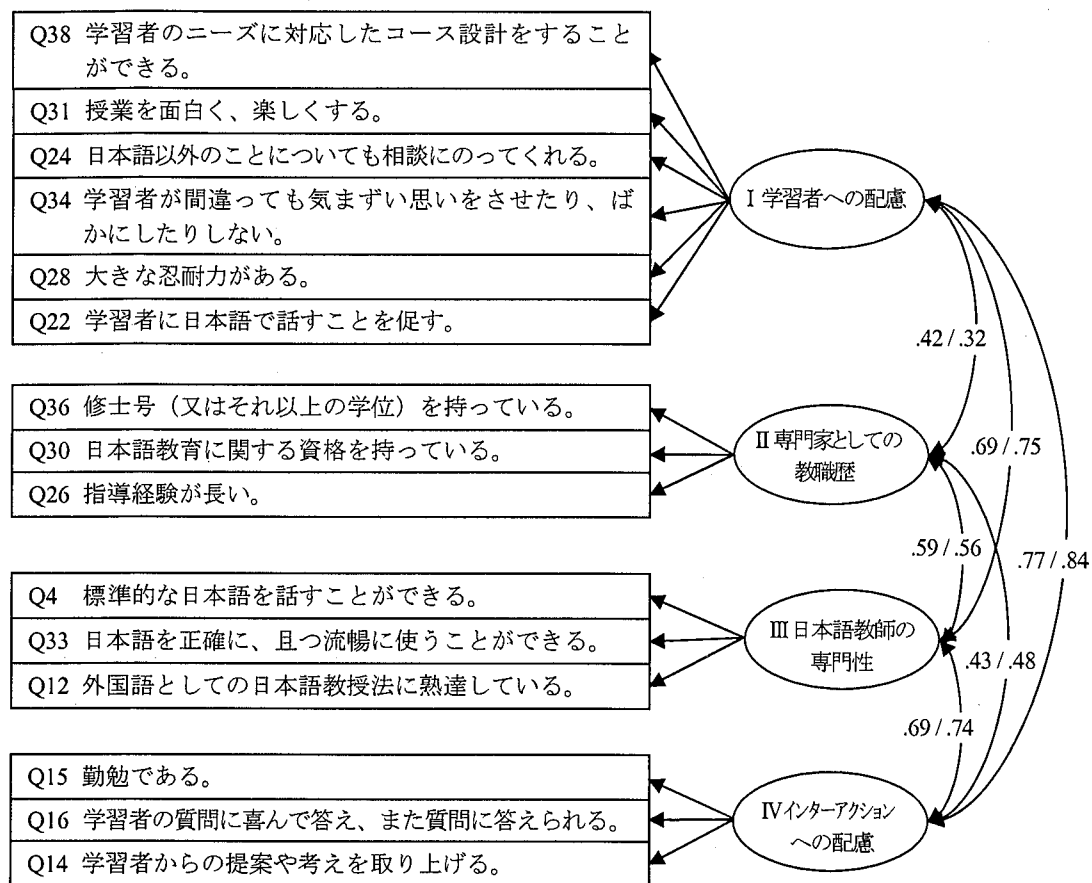 Q38 学習者のニーズに対応したコース設計をすること
ができる。
Q31 授業を面白く、楽しくする。
Q24 日本語以外のことについても相談にのってくれる。
Q34 学習者が間違っても気まずい思いをさせたり、ば
かにしたりしない。
Q28 大きな忍耐力がある。
Q22 学習者に日本語で話すことを促す。
Ⅰ学習者への配慮
.42 / .32
Q36 修士号（又はそれ以上の学位）を持っている。
Q30 日本語教育に関する資格を持っている。
Q26 指導経験が長い。
Ⅱ専門家としての
教職歴
.69 / .75
.59 / .56
.77 / .84
Q4 標準的な日本語を話すことができる。
Q33 日本語を正確に、且つ流暢に使うことができる。
Q12 外国語としての日本語教授法に熟達している。
Ⅲ日本語教師の
専門性
.43 / .48
.69 / .74
Q15 勤勉である。
Q16 学習者の質問に喜んで答え、また質問に答えられる。
Q14 学習者からの提案や考えを取り上げる。
Ⅳインターアクション
への配慮